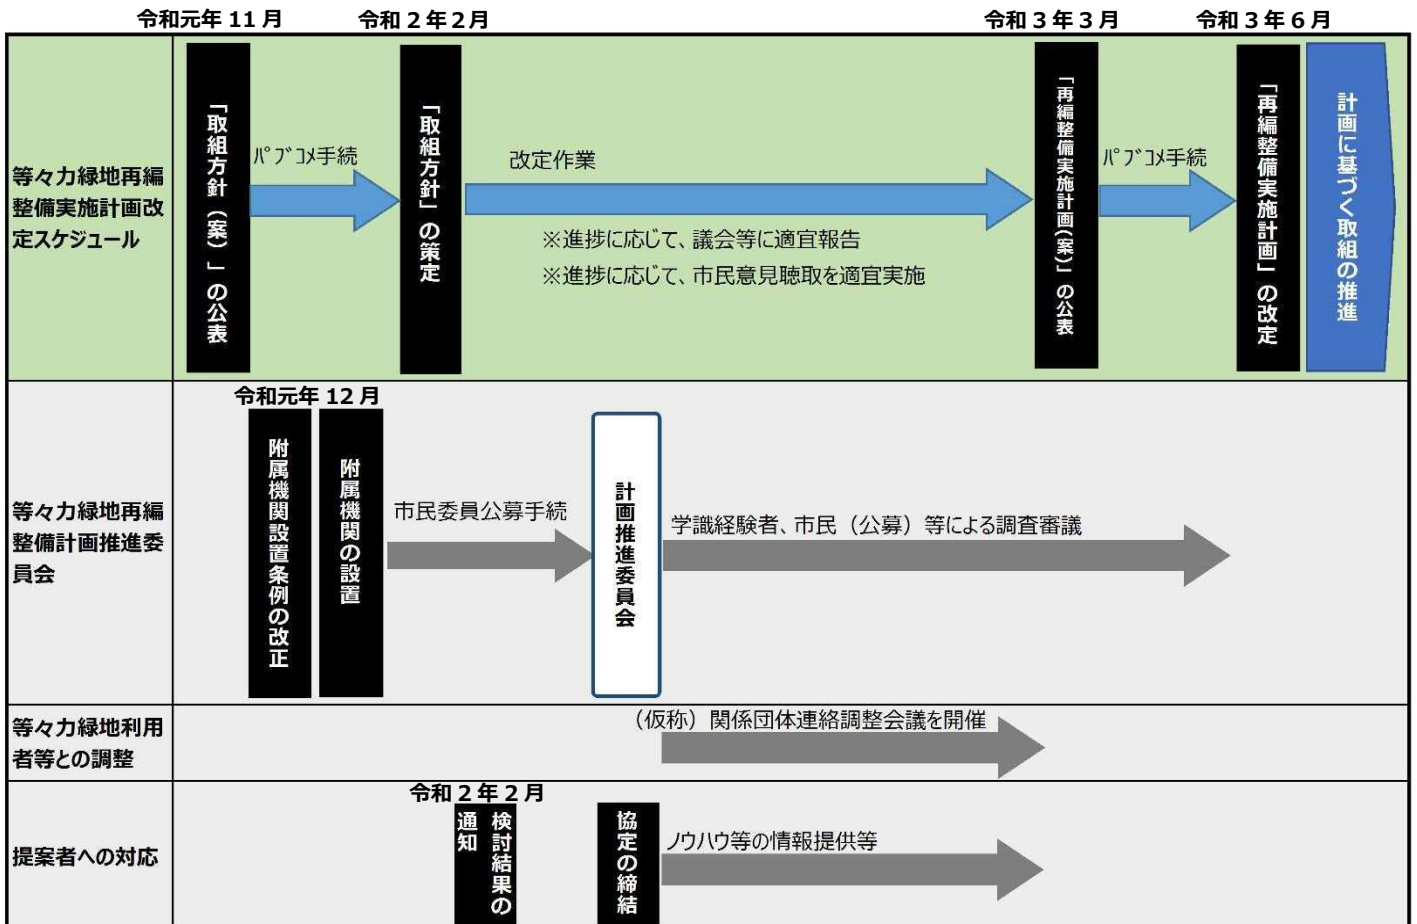 令和元年 11 月
令和 2 年 2月
令和 3 年 3 月
令和 3 年 6 月
等々力緑地再編
整備実施計画改
定スケジュール
「取組方針（案）」の公表
ﾊﾟﾌﾞｺﾒ手続
「取組方針」の策定
改定作業
※進捗に応じて、議会等に適宜報告
※進捗に応じて、市民意見聴取を適宜実施
「再編整備実施計画(案)」の公表
ﾊﾟﾌﾞｺﾒ手続
「再編整備実施計画」の改定
計画に基づく取組の推進
等々力緑地再編
整備計画推進委
員会
令和元年 12 月
附属機関設置条例の改正
附属機関の設置
市民委員公募手続
計画推進委員会
学識経験者、市民（公募）等による調査審議
等々力緑地利用
者等との調整
（仮称）関係団体連絡調整会議を開催
提案者への対応
令和 2 年 2 月
検討結果の
通知
協定の締結
ノウハウ等の情報提供等